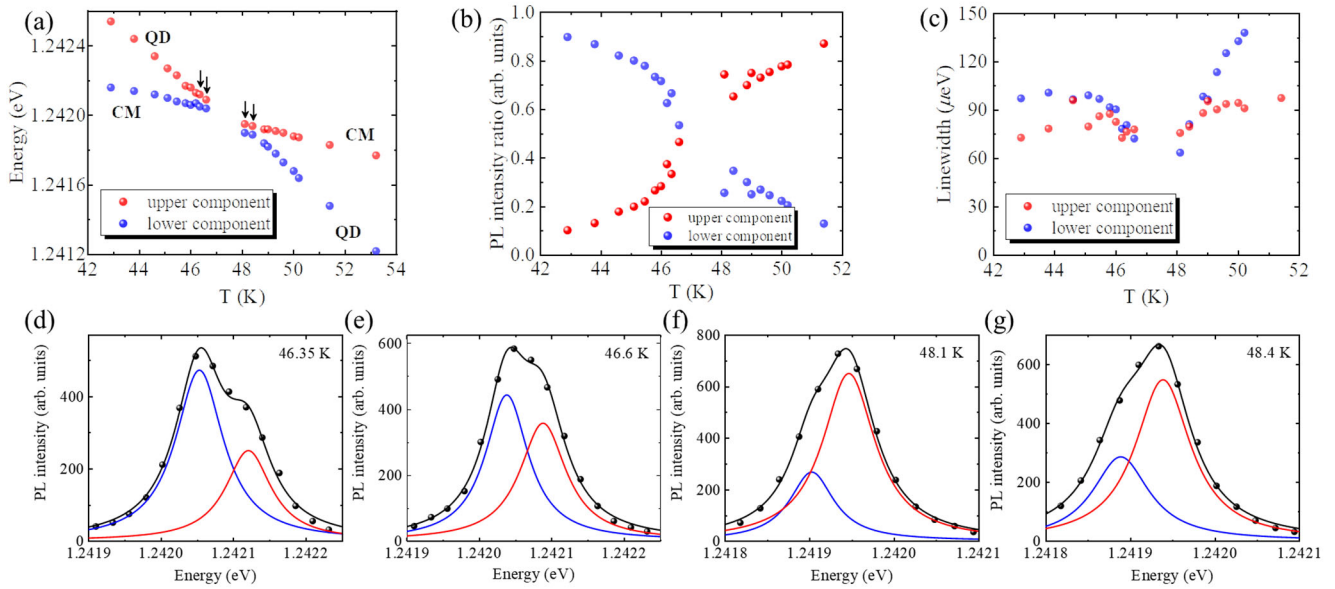 (a)
Energy (eV)
1.2424
1.2420
1.2416
1.2412
QD
CM
CM
QD
upper component
lower component
42 44 46 48 50 52 54
T (K)
(b)
PL intensity ratio (arb. units)
1.0
0.8
0.6
0.4
0.2
0.0
upper component
lower component
42 44 46 48 50 52
T (K)
(c)
Linewidth (μeV)
150
120
90
60
30
0
upper component
lower component
42 44 46 48 50 52
T (K)
(d)
PL intensity (arb. units)
400
200
0
46.35 K
1.2419 1.2420 1.2421 1.2422
Energy (eV)
(e)
PL intensity (arb. units)
600
400
200
0
46.6 K
1.2419 1.2420 1.2421 1.2422
Energy (eV)
(f)
PL intensity (arb. units)
800
600
400
200
0
48.1 K
1.2418 1.2419 1.2420 1.2421
Energy (eV)
(g)
PL intensity (arb. units)
600
400
200
0
48.4 K
1.2418 1.2419 1.2420 1.2421
Energy (eV)